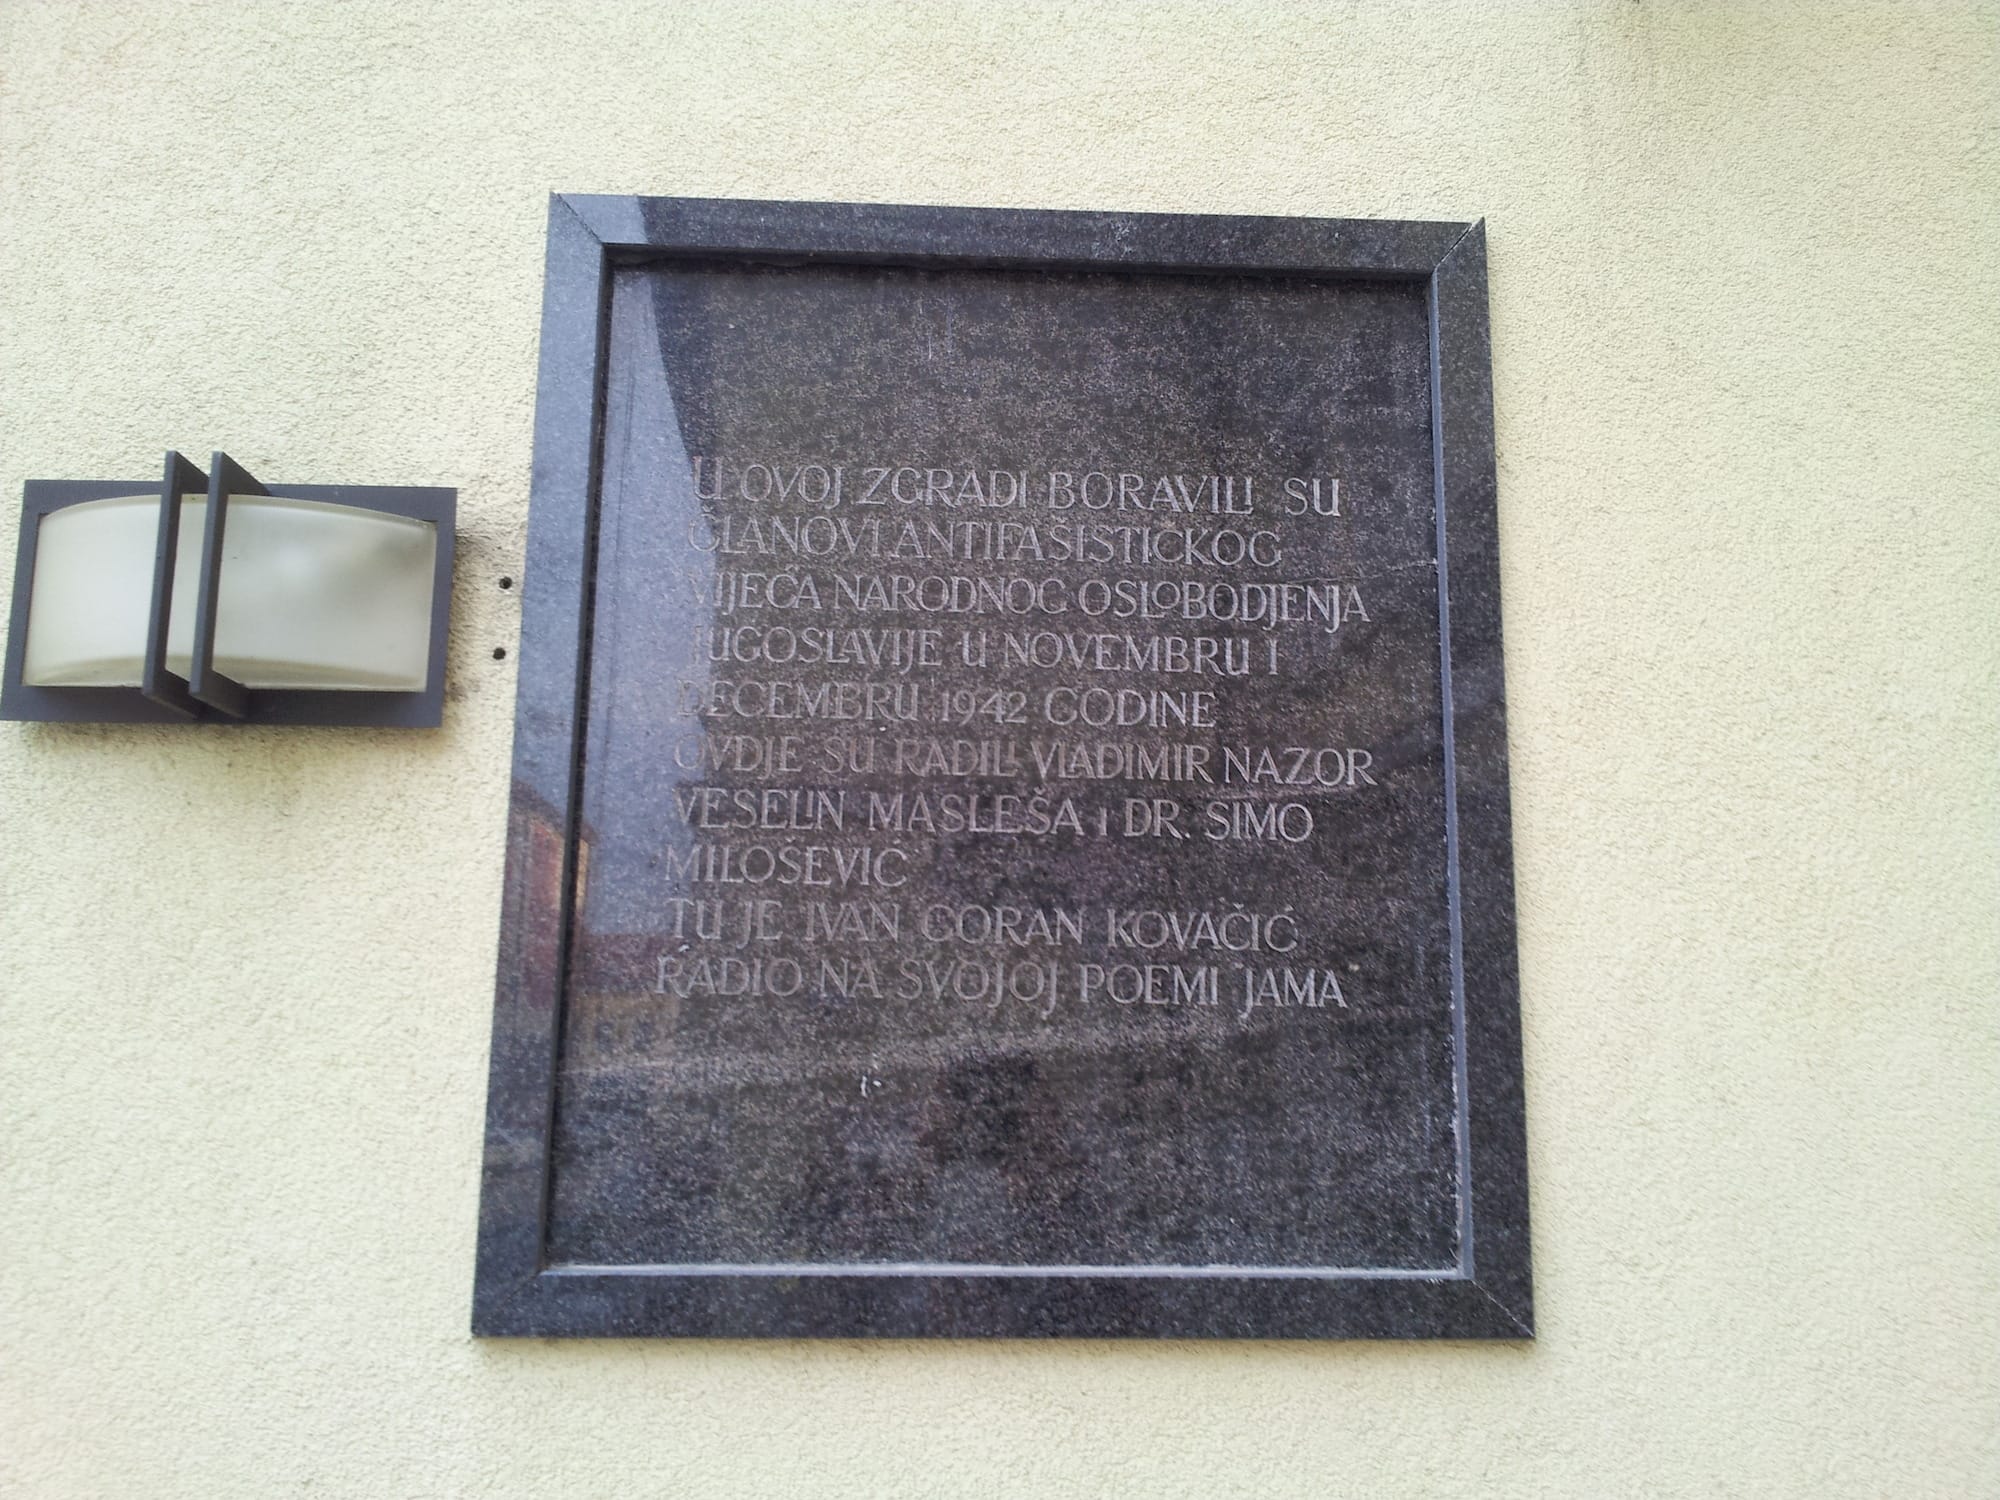 U OVOJ ZGRADI BORAVILI SU
ČLANOVI ANTIFAŠISTIČKOG
VIJEĆA NARODNOG OSLOBODJENJA
JUGOSLAVIJE U NOVEMBRU I
DECEMBRU 1942 GODINE
OVDJE SU RADILI VLADIMIR NAZOR
VESELIN MASLEŠA I DR. SIMO
MILOŠEVIĆ
TU JE IVAN GORAN KOVAČIĆ
RADIO NA SVOJOJ POEMI JAMA